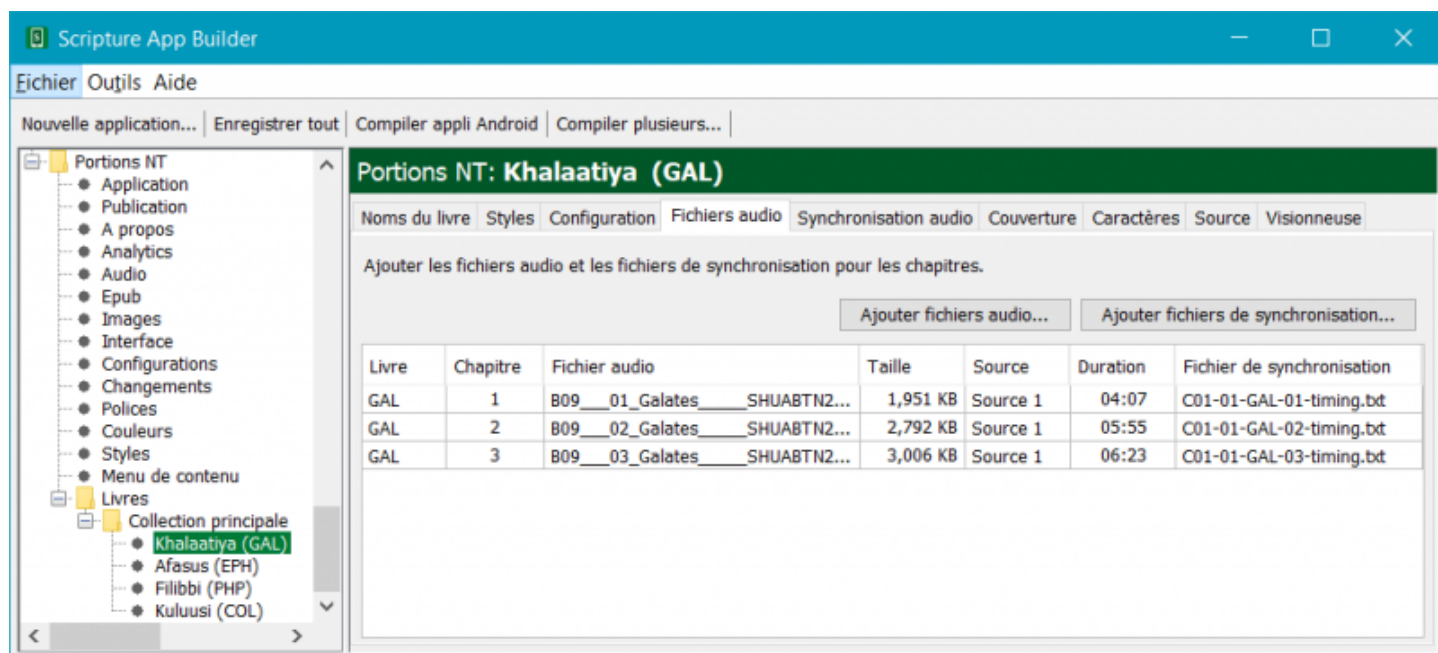 Scripture App Builder
Fichier Outils Aide
Nouvelle application... Enregistrer tout Compiler appli Android Compiler plusieurs...
Portions NT
Application
Publication
A propos
Analytics
Audio
Epub
Images
Interface
Configurations
Changements
Polices
Couleurs
Styles
Menu de contenu
Livres
Collection principale
Khalaatiya (GAL)
Afasus (EPH)
Filibbi (PHP)
Kuluusi (COL)
Portions NT: Khalaatiya (GAL)
Noms du livre Styles Configuration Fichiers audio Synchronisation audio Couverture Caractères Source Visionneuse
Ajouter les fichiers audio et les fichiers de synchronisation pour les chapitres.
Ajouter fichiers audio... Ajouter fichiers de synchronisation...
Livre Chapitre Fichier audio Taille Source Duration Fichier de synchronisation
GAL 1 B09___01_Galates_____SHUABTN2... 1,951 KB Source 1 04:07 C01-01-GAL-01-timing.txt
GAL 2 B09___02_Galates_____SHUABTN2... 2,792 KB Source 1 05:55 C01-01-GAL-02-timing.txt
GAL 3 B09___03_Galates_____SHUABTN2... 3,006 KB Source 1 06:23 C01-01-GAL-03-timing.txt